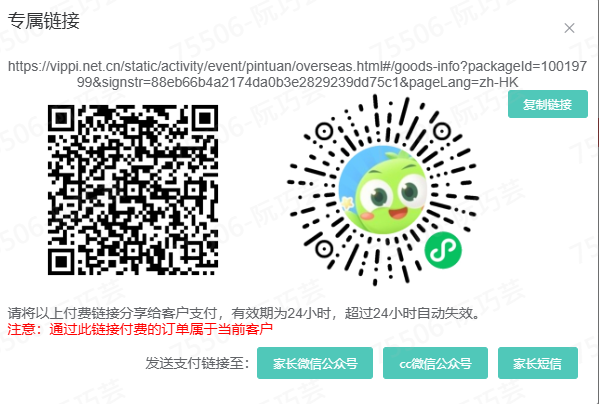 专属链接
https://vippi.net.cn/static/activity/event/pintuan/overseas.html#/goods-info?packageId=10019799&signstr=88eb66b4a2174da0b3e2829239dd75c1&pageLang=zh-HK
复制链接
请将以上付费链接分享给客户支付，有效期为24小时，超过24小时自动失效。
注意：通过此链接付费的订单属于当前客户
发送支付链接至：
家长微信公众号
cc微信公众号
家长短信
75506-阮巧芸